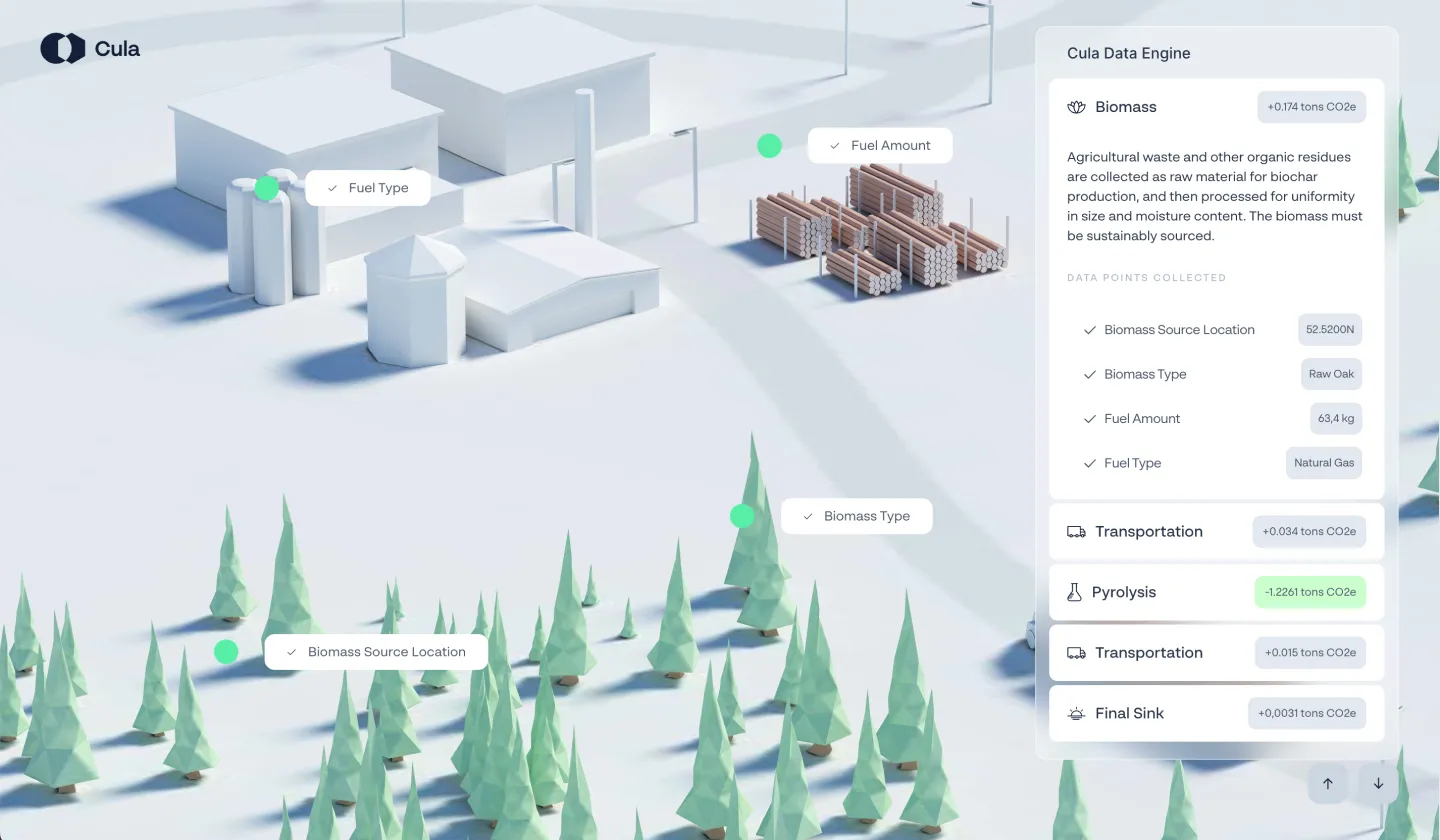 Cula
Fuel Type
Fuel Amount
Biomass Type
Biomass Source Location
Cula Data Engine
Biomass +0.174 tons CO2e
Agricultural waste and other organic residues
are collected as raw material for biochar
production, and then processed for uniformity
in size and moisture content. The biomass must
be sustainably sourced.
DATA POINTS COLLECTED
Biomass Source Location 52.5200N
Biomass Type Raw Oak
Fuel Amount 63,4 kg
Fuel Type Natural Gas
Transportation +0.034 tons CO2e
Pyrolysis -1.2261 tons CO2e
Transportation +0.015 tons CO2e
Final Sink +0,0031 tons CO2e